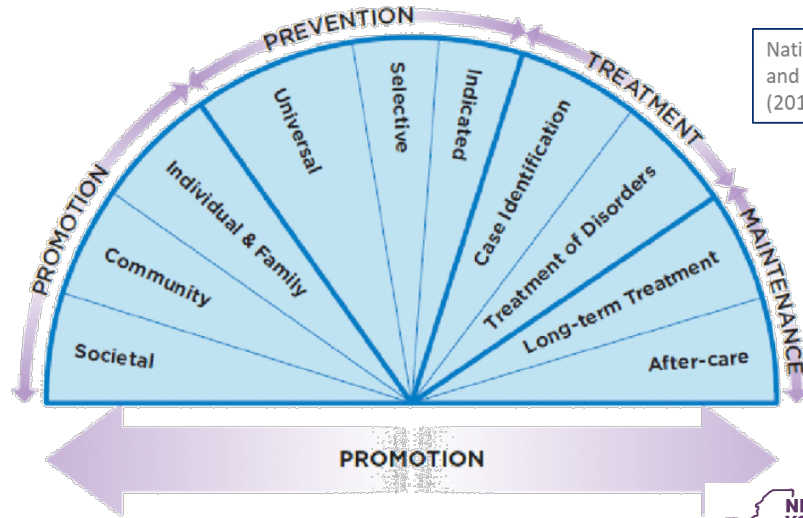 PREVENTION
TREATMENT
PROMOTION
MAINTENANCE
Societal
Community
Individual & Family
Universal
Selective
Indicated
Case Identification
Treatment of Disorders
Long-term Treatment
After-care
PROMOTION
and
(201